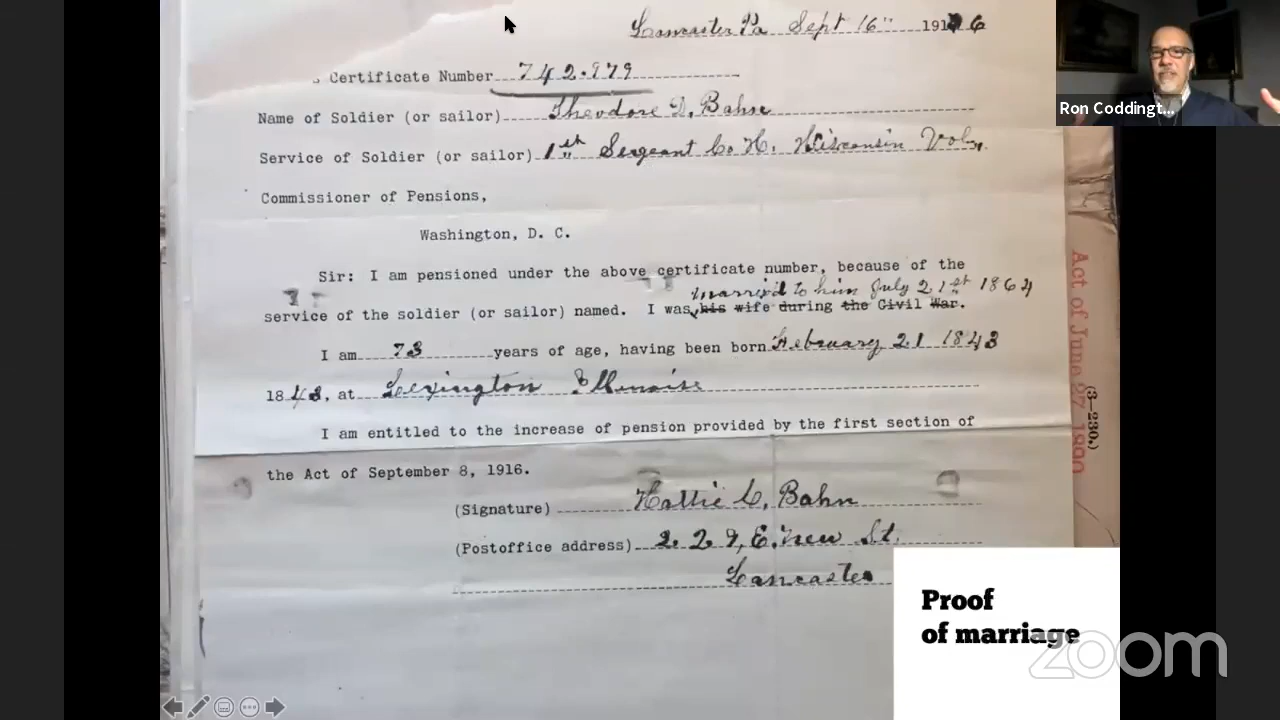 Lancaster Pa Sept 16" 1916
Certificate Number 742.979
Name of Soldier (or sailor) Theodore D. Bahn
Service of Soldier (or sailor) 1st Sergeant Co H. Wisconsin Vol.
Commissioner of Pensions,
Washington, D. C.
Sir: I am pensioned under the above certificate number, because of the
married to him July 21st 1864
service of the soldier (or sailor) named. I was his wife during the Civil War.
I am 73 years of age, having been born February 21 1843
1843, at Lexington Illinois
I am entitled to the increase of pension provided by the first section of
the Act of September 8, 1916.
(Signature) Hattie C. Bahn
(Postoffice address) 229, E. New St.
Lancaster
Act of June 27, 1890
(3—230.)
Ron Coddingt...
Proof
of marriage
zoom